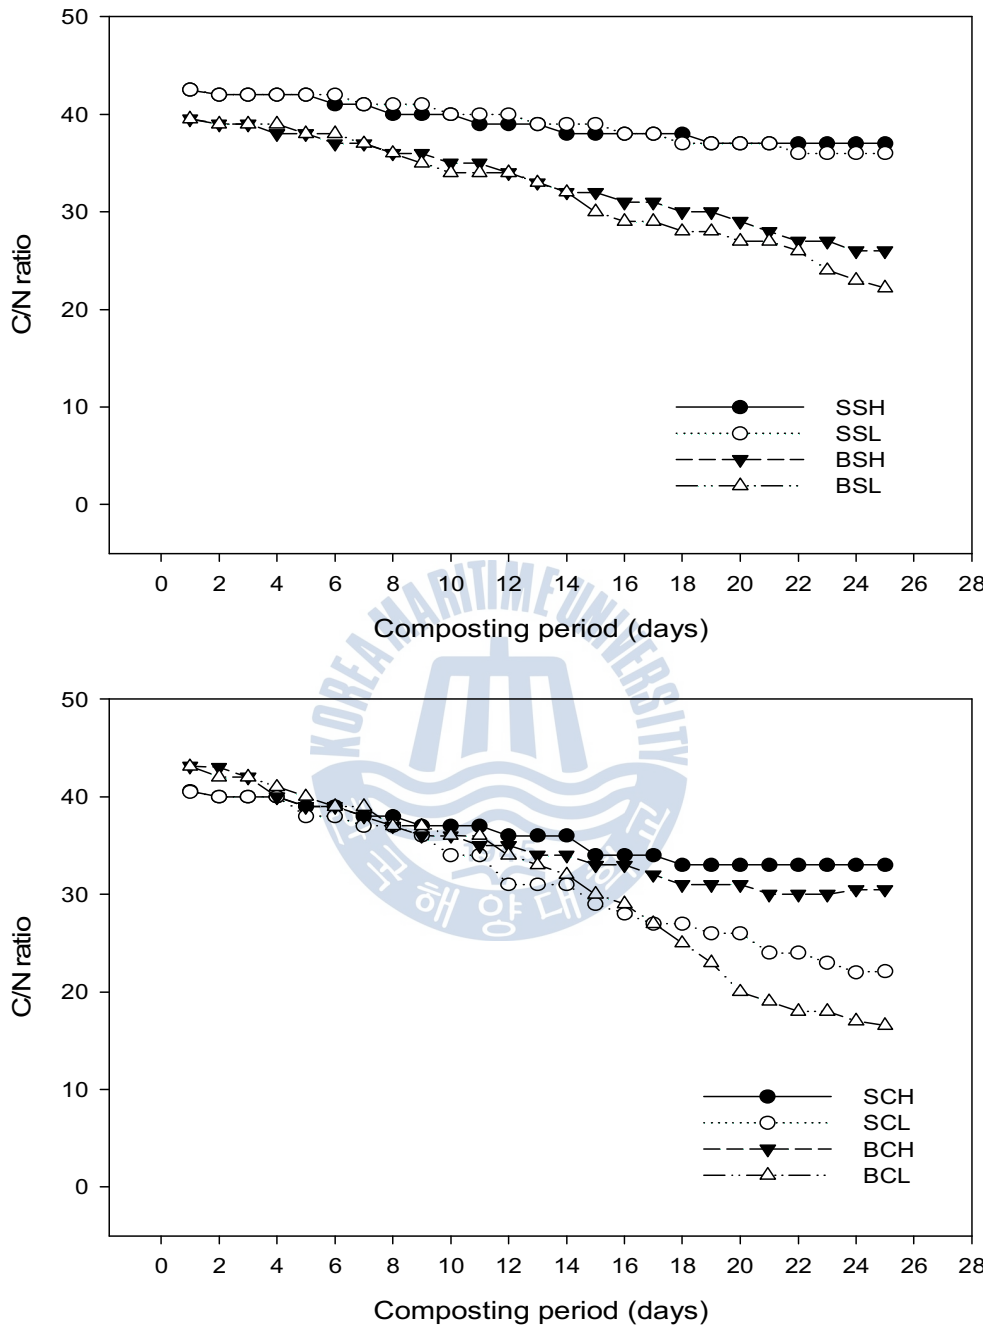 50
40
30
20
10
0
C/N ratio
SSH
SSL
BSH
BSL
0 2 4 6 8 10 12 14 16 18 20 22 24 26 28
Composting period (days)
KOREA MARITIME UNIVERSITY
50
40
30
20
10
0
C/N ratio
해양대
SCH
SCL
BCH
BCL
0 2 4 6 8 10 12 14 16 18 20 22 24 26 28
Composting period (days)